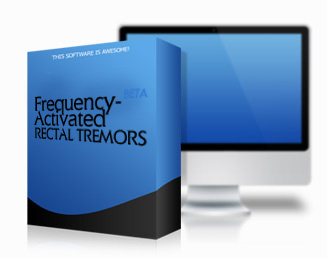 THIS SOFTWARE IS AWESOME!
BETA
Frequency-
Activated
RECTAL TREMORS